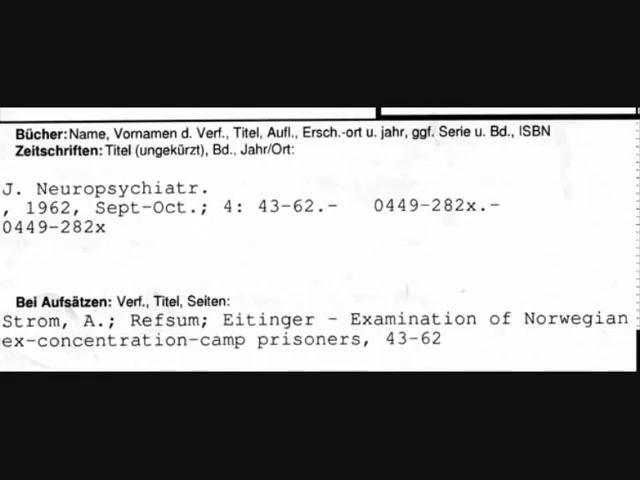 Bücher: Name, Vornamen d. Verf., Titel, Aufl., Ersch.-ort u. jahr, ggf. Serie u. Bd., ISBN
Zeitschriften: Titel (ungekürzt), Bd., Jahr/Ort:
J. Neuropsychiatr.
, 1962, Sept-Oct.; 4: 43-62.- 0449-282x.-
0449-282x
Bei Aufsätzen: Verf., Titel, Seiten:
Strom, A.; Refsum; Eitinger - Examination of Norwegian
ex-concentration-camp prisoners, 43-62